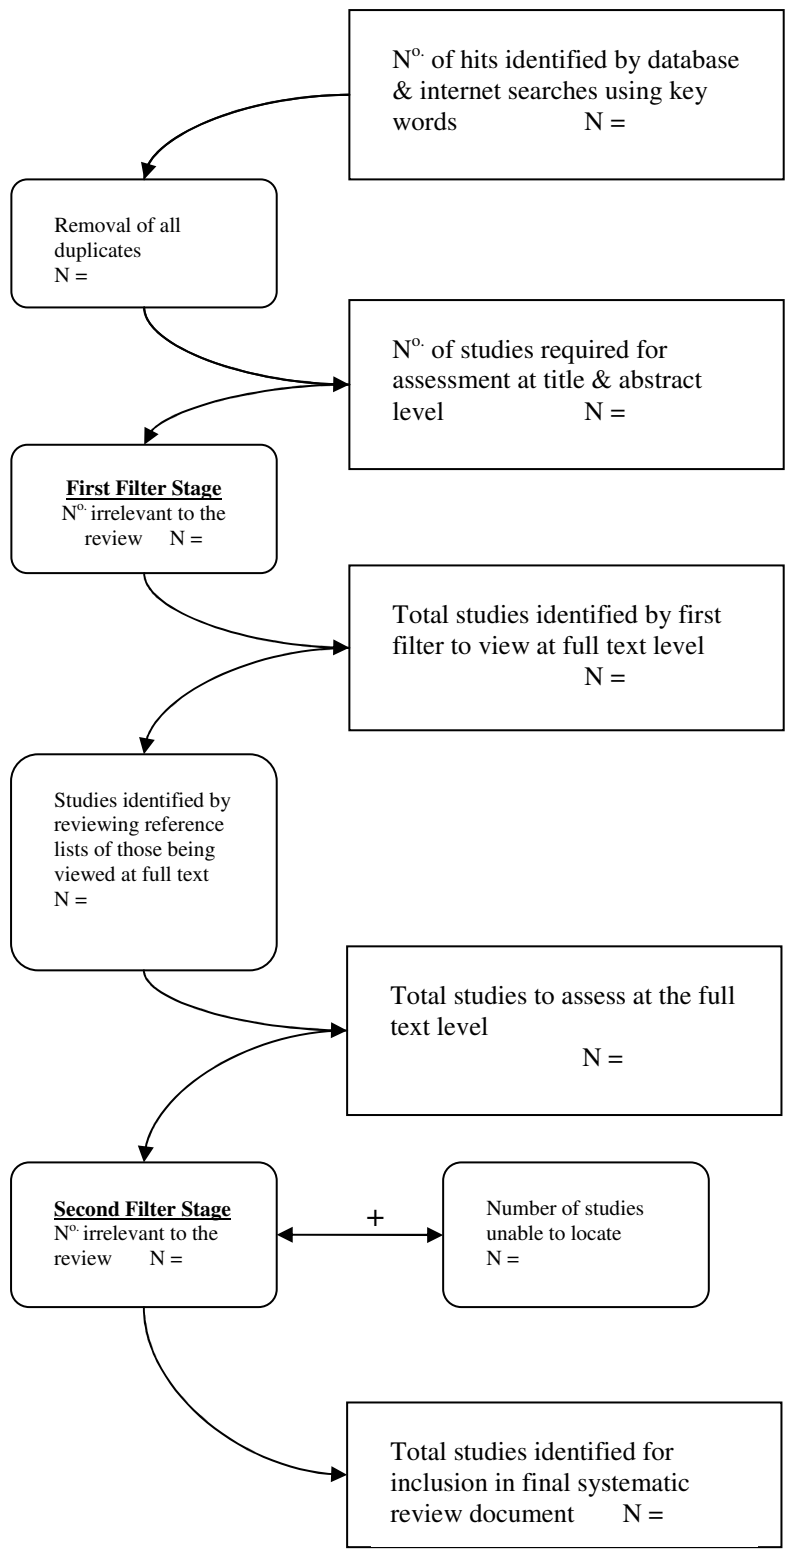 Nº. of hits identified by database
& internet searches using key
words N =
Removal of all
duplicates
N =
Nº. of studies required for
assessment at title & abstract
level N =
First Filter Stage
Nº. irrelevant to the
review N =
Total studies identified by first
filter to view at full text level
N =
Studies identified by
reviewing reference
lists of those being
viewed at full text
N =
Total studies to assess at the full
text level
N =
Second Filter Stage
Nº. irrelevant to the
review N =
+
Number of studies
unable to locate
N =
Total studies identified for
inclusion in final systematic
review document N =